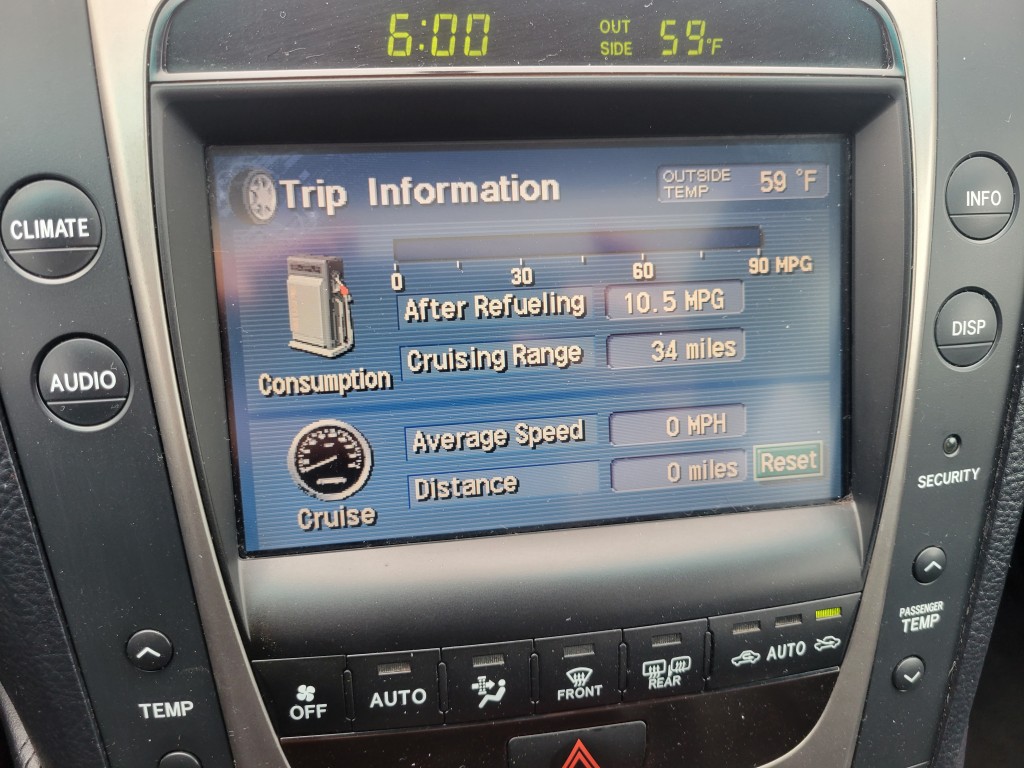 6:00 OUT SIDE 59°F
Trip Information
OUTSIDE TEMP 59 °F
0 30 60 90 MPG
After Refueling 10.5 MPG
Cruising Range 34 miles
Consumption
Average Speed 0 MPH
Distance 0 miles
Reset
Cruise
CLIMATE
AUDIO
INFO
DISP
SECURITY
PASSENGER
TEMP
TEMP
OFF
AUTO
FRONT
REAR
AUTO